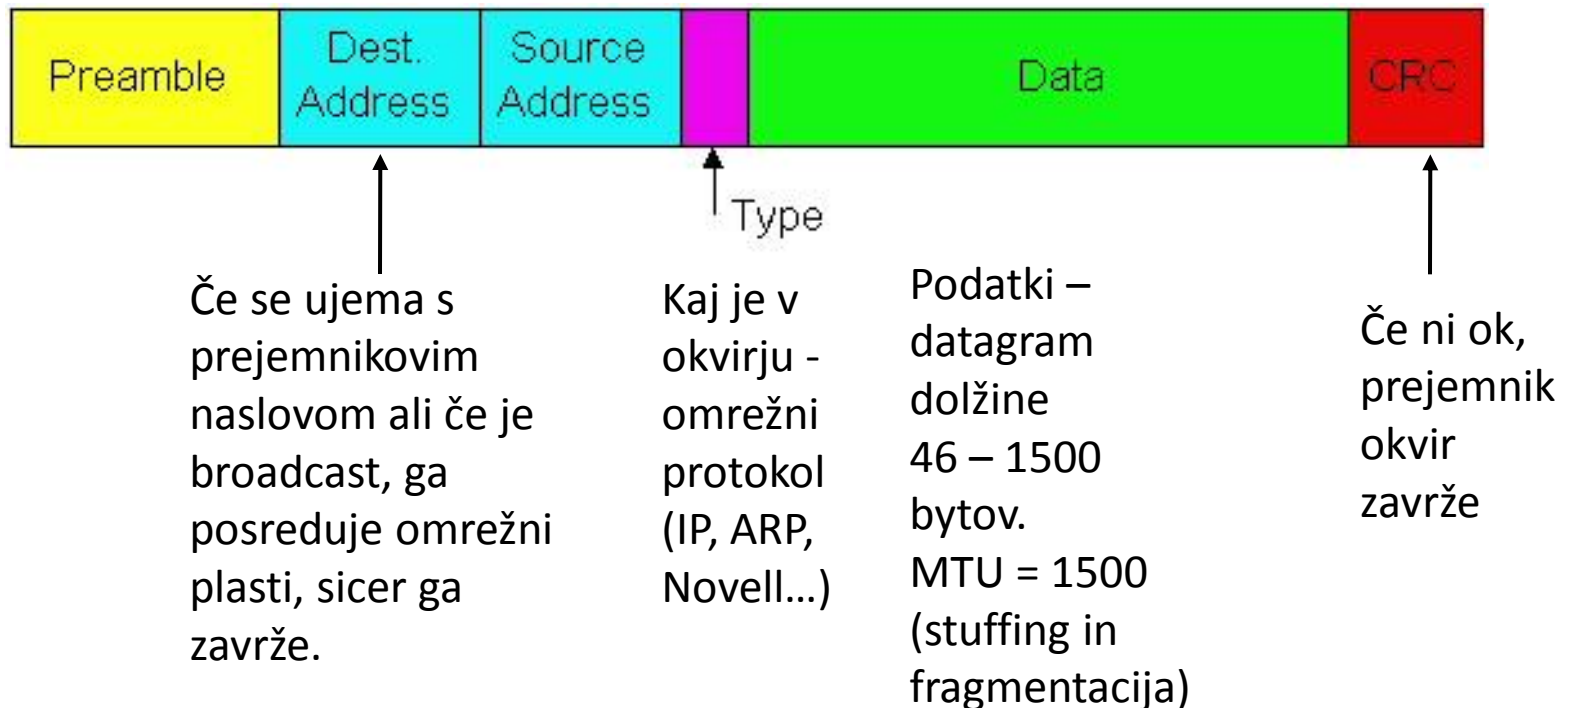 Preamble
Dest.
Address
Source
Address
Data
CRC
Type
Če se ujema s
prejemnikovim
naslovom ali če je
broadcast, ga
posreduje omrežni
plasti, sicer ga
zavrže.
Kaj je v
okvirju -
omrežni
protokol
(IP, ARP,
Novell…)
Podatki –
datagram
dolžine
46 – 1500
bytov.
MTU = 1500
(stuffing in
fragmentacija)
Če ni ok,
prejemnik
okvir
zavrže